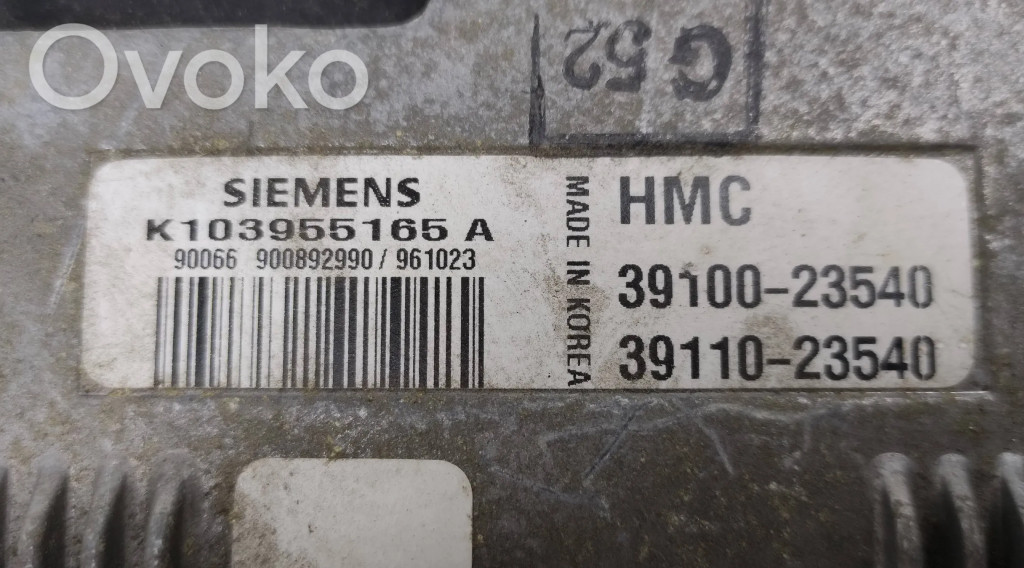 Ovoko
G52
SIEMENS
K103955165 A
90066 900892990 / 961023
MADE IN KOREA
HMC
39100-23540
39110-23540